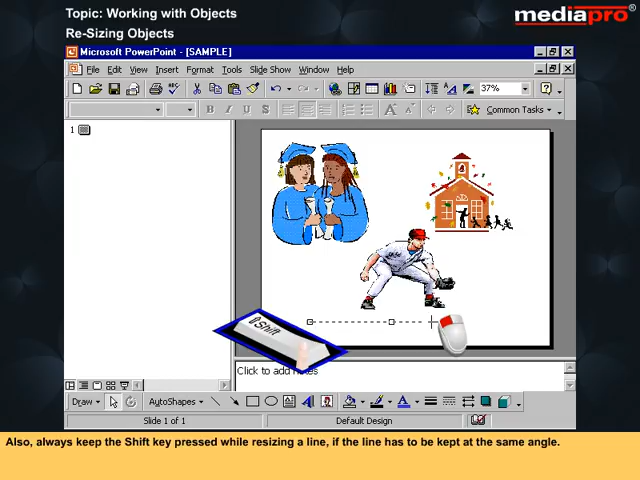 Topic: Working with Objects
mediapro®
Re-Sizing Objects
Microsoft PowerPoint - [SAMPLE]
File Edit View Insert Format Tools Slide Show Window Help
37%
B I U S A A Common Tasks
1
Shift
Click to add notes
Draw AutoShapes A A
Slide 1 of 1 Default Design
Also, always keep the Shift key pressed while resizing a line, if the line has to be kept at the same angle.